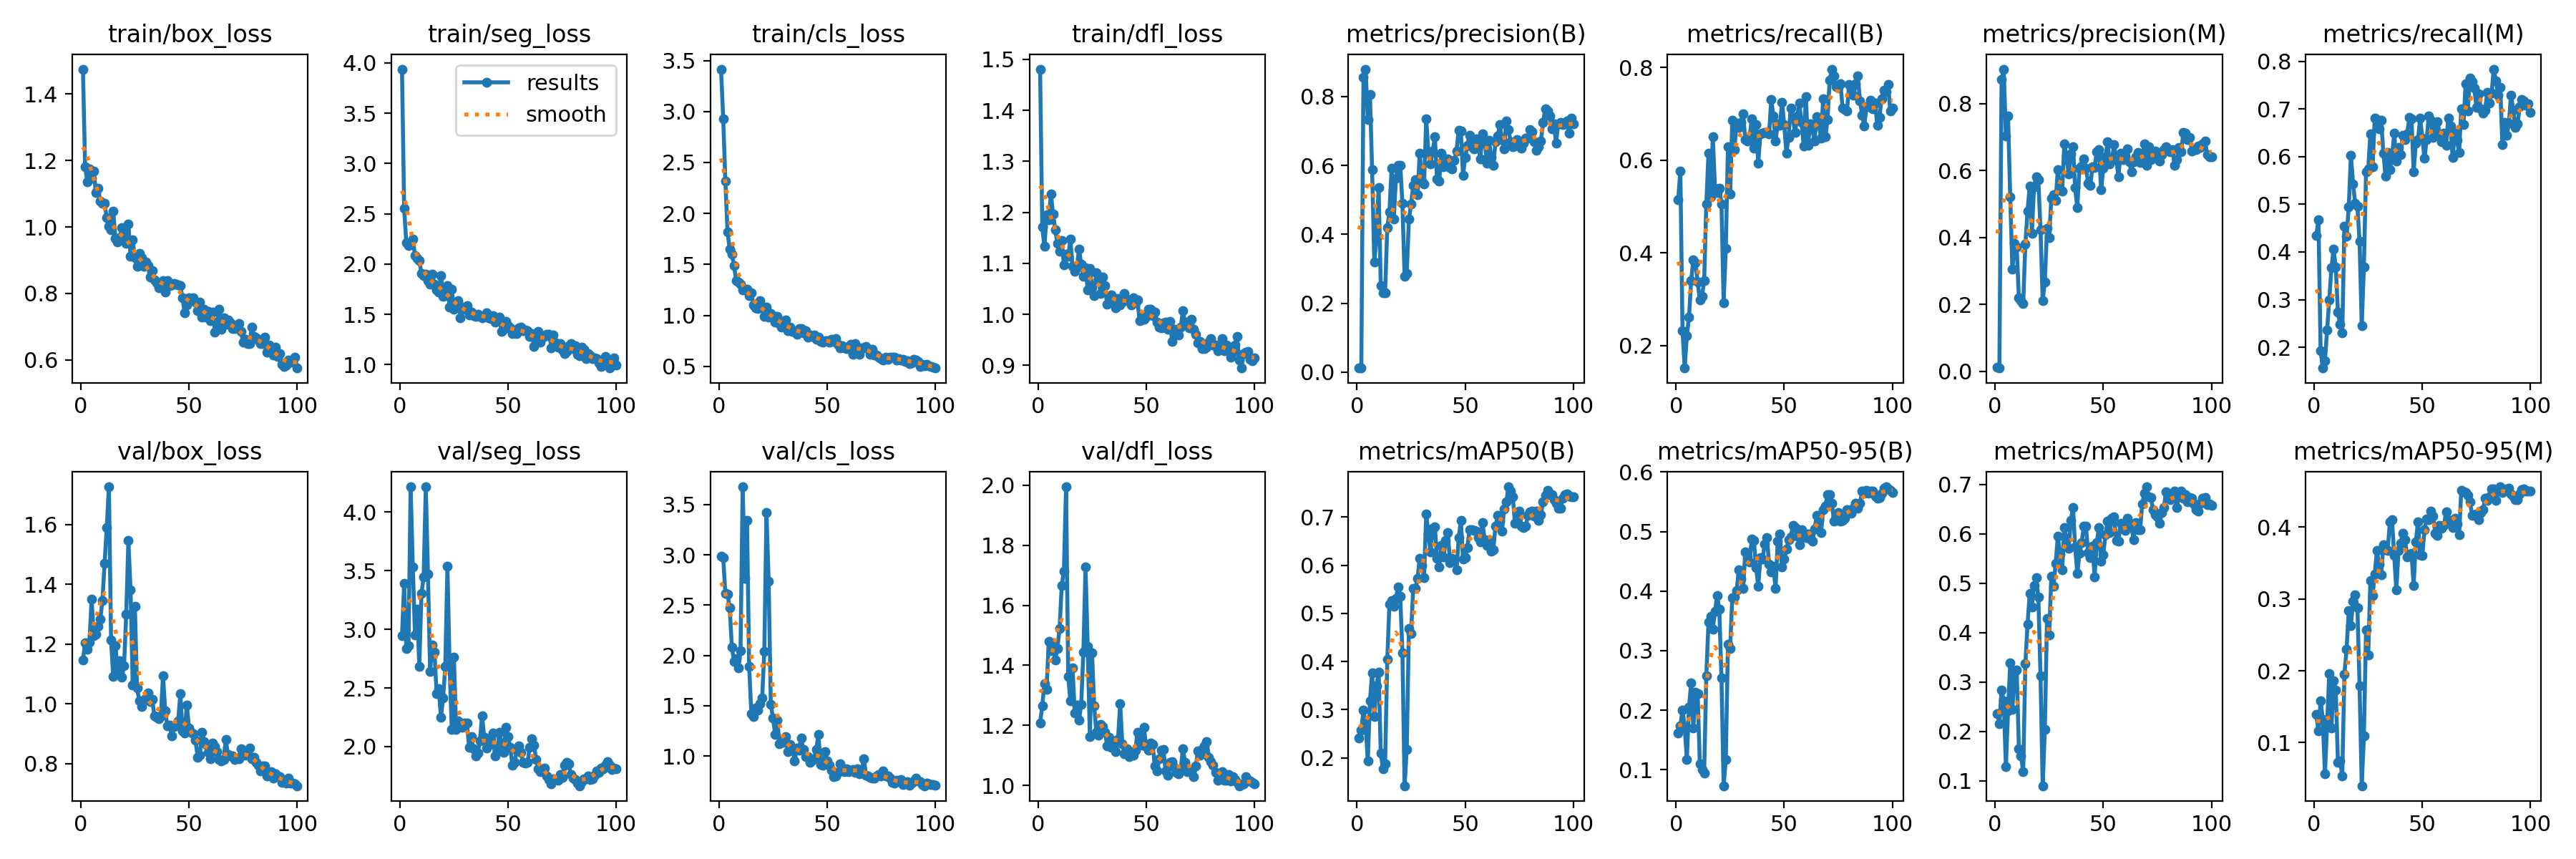 train/box_loss
1.4
1.2
1.0
0.8
0.6
0 50 100
train/seg_loss
results
smooth
4.0
3.5
3.0
2.5
2.0
1.5
1.0
0 50 100
train/cls_loss
3.5
3.0
2.5
2.0
1.5
1.0
0.5
0 50 100
train/dfl_loss
1.5
1.4
1.3
1.2
1.1
1.0
0.9
0 50 100
metrics/precision(B)
0.8
0.6
0.4
0.2
0.0
0 50 100
metrics/recall(B)
0.8
0.6
0.4
0.2
0 50 100
metrics/precision(M)
0.8
0.6
0.4
0.2
0.0
0 50 100
metrics/recall(M)
0.8
0.7
0.6
0.5
0.4
0.3
0.2
0 50 100
val/box_loss
1.6
1.4
1.2
1.0
0.8
0 50 100
val/seg_loss
4.0
3.5
3.0
2.5
2.0
0 50 100
val/cls_loss
3.5
3.0
2.5
2.0
1.5
1.0
0 50 100
val/dfl_loss
2.0
1.8
1.6
1.4
1.2
1.0
0 50 100
metrics/mAP50(B)
0.7
0.6
0.5
0.4
0.3
0.2
0 50 100
metrics/mAP50-95(B)
0.6
0.5
0.4
0.3
0.2
0.1
0 50 100
metrics/mAP50(M)
0.7
0.6
0.5
0.4
0.3
0.2
0.1
0 50 100
metrics/mAP50-95(M)
0.4
0.3
0.2
0.1
0 50 100